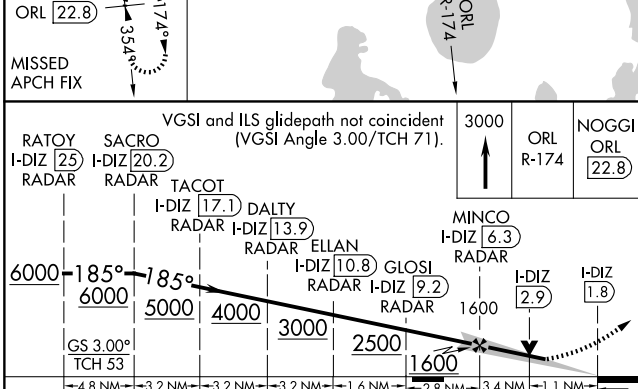 ORL 22.8
174°
354°
MISSED
APCH FIX
ORL
R-174
VGSI and ILS glidepath not coincident
(VGSI Angle 3.00/TCH 71).
3000
ORL
R-174
NOGGI
ORL
22.8
RATOY
I-DIZ 25
RADAR
SACRO
I-DIZ 20.2
RADAR
TACOT
I-DIZ 17.1
RADAR
DALTY
I-DIZ 13.9
RADAR
ELLAN
I-DIZ 10.8
RADAR
GLOSI
I-DIZ 9.2
RADAR
MINCO
I-DIZ 6.3
RADAR
1600
I-DIZ
2.9
I-DIZ
1.8
6000
185°
6000
185°
5000
4000
3000
2500
1600
GS 3.00°
TCH 53
4.8 NM
3.2 NM
3.2 NM
3.2 NM
1.6 NM
2.8 NM
3.4 NM
1.1 NM